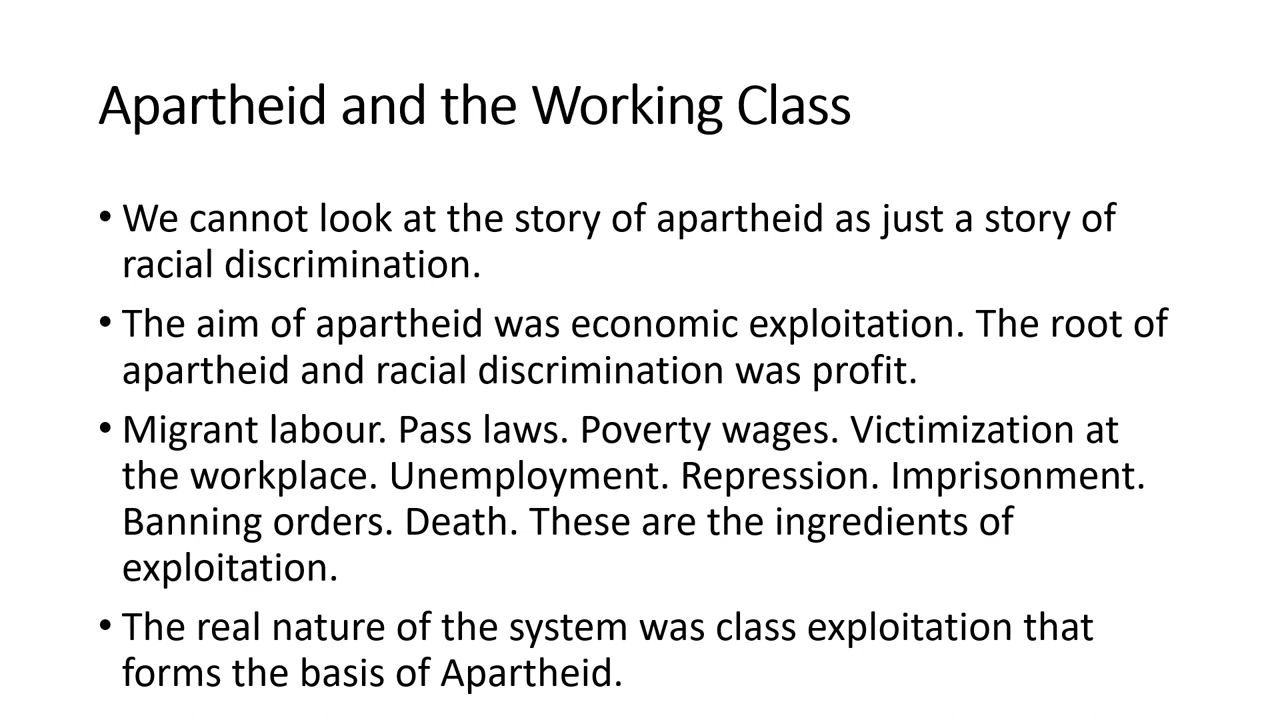 Apartheid and the Working Class
• We cannot look at the story of apartheid as just a story of
racial discrimination.
• The aim of apartheid was economic exploitation. The root of
apartheid and racial discrimination was profit.
• Migrant labour. Pass laws. Poverty wages. Victimization at
the workplace. Unemployment. Repression. Imprisonment.
Banning orders. Death. These are the ingredients of
exploitation.
• The real nature of the system was class exploitation that
forms the basis of Apartheid.